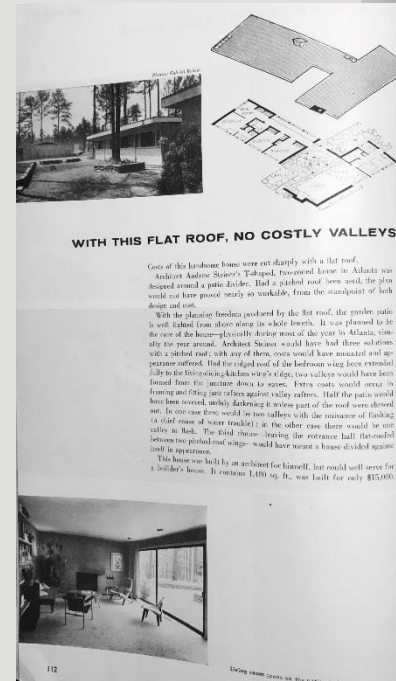 Photos: Gabriel Benzur
WITH THIS FLAT ROOF, NO COSTLY VALLEYS
Costs of this handsome house were cut sharply with a flat roof.
Architect Andrew Steiner's T-shaped, two-zoned home in Atlanta was
designed around a patio divider. Had a pitched roof been used, the plan
would not have proved nearly so workable, from the standpoint of both
design and cost.
With the planning freedom produced by the flat roof, the garden patio
is well lighted from above along its whole length. It was planned to be
the core of the house—physically during most of the year in Atlanta, visu-
ally the year around. Architect Steiner would have had three solutions
with a pitched roof; with any of them, costs would have mounted and ap-
pearance suffered. Had the ridged roof of the bedroom wing been extended
fully to the living-dining-kitchen wing's ridge, two valleys would have been
formed from the juncture down to eaves. Extra costs would occur in
framing and fitting jack rafters against valley rafters. Half the patio would
have been covered, unduly darkening it unless part of the roof were
out. In one case there would be two valleys with the nuisance of flashing
(a third cause of water trouble); in the other case there would be one
valley to flash. The third choice—leaving the entrance hall flat-roofed
between two pitched-roof wings—would have meant a house divided against
itself in appearance.
This house was built by an architect for himself, but could well serve for
a builder's house. It contains 1,480 sq. ft., was built for only $15,000.
112
Living room opens on the